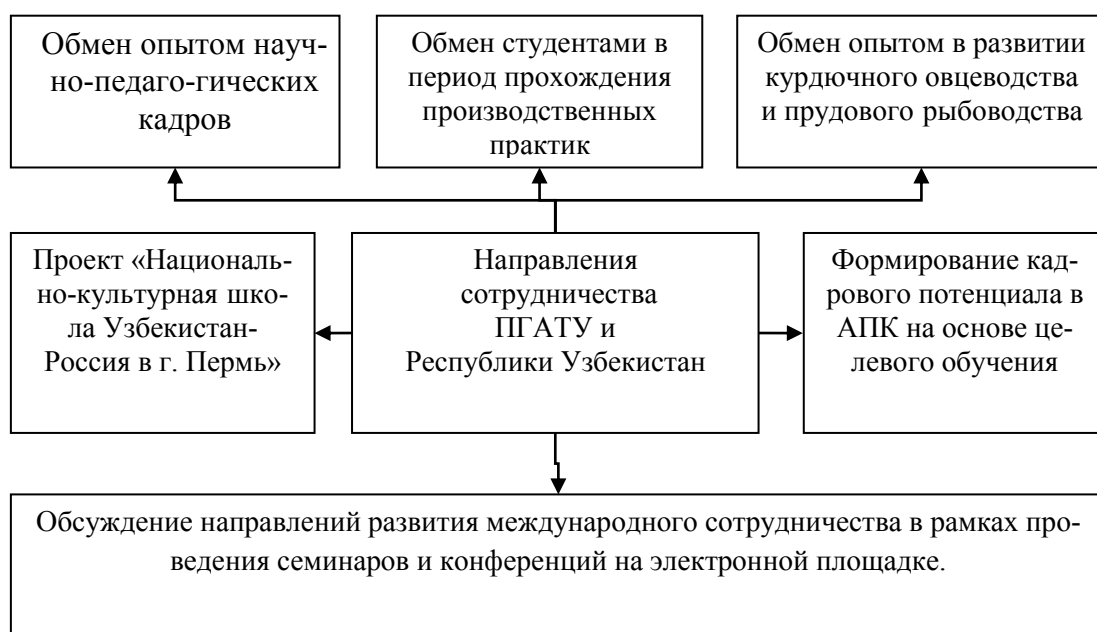 Обмен опытом науч-
но-педаго-гических
кадров
Обмен студентами в
период прохождения
производственных
практик
Обмен опытом в развитии
курдючного овцеводства
и прудового рыбоводства
Проект «Националь-
но-культурная шко-
ла Узбекистан-
Россия в г. Пермь»
Направления
сотрудничества
ПГАТУ и
Республики Узбекистан
Формирование кад-
рового потенциала в
АПК на основе це-
левого обучения
Обсуждение направлений развития международного сотрудничества в рамках про-
ведения семинаров и конференций на электронной площадке.